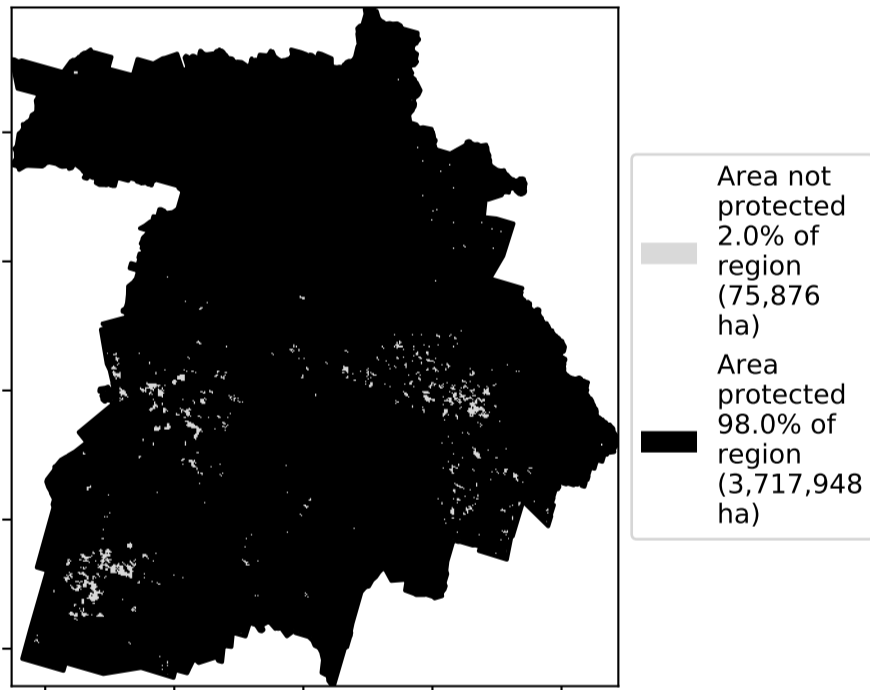 Area not
protected
2.0% of
region
(75,876
ha)
Area
protected
98.0% of
region
(3,717,948
ha)